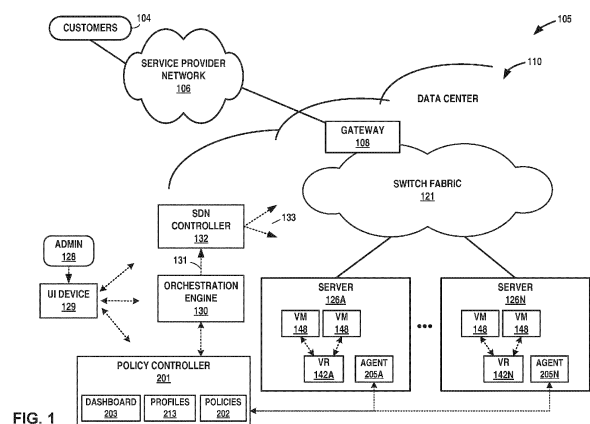 CUSTOMERS
104
105
SERVICE PROVIDER
NETWORK
106
110
DATA CENTER
GATEWAY
108
SWITCH FABRIC
121
SDN
CONTROLLER
132
133
131
ADMIN
128
UI DEVICE
129
ORCHESTRATION
ENGINE
130
SERVER
126A
VM
148
VM
148
VR
142A
AGENT
205A
•••
SERVER
126N
VM
148
VM
148
VR
142N
AGENT
205N
POLICY CONTROLLER
201
DASHBOARD
203
PROFILES
213
POLICIES
202
FIG. 1